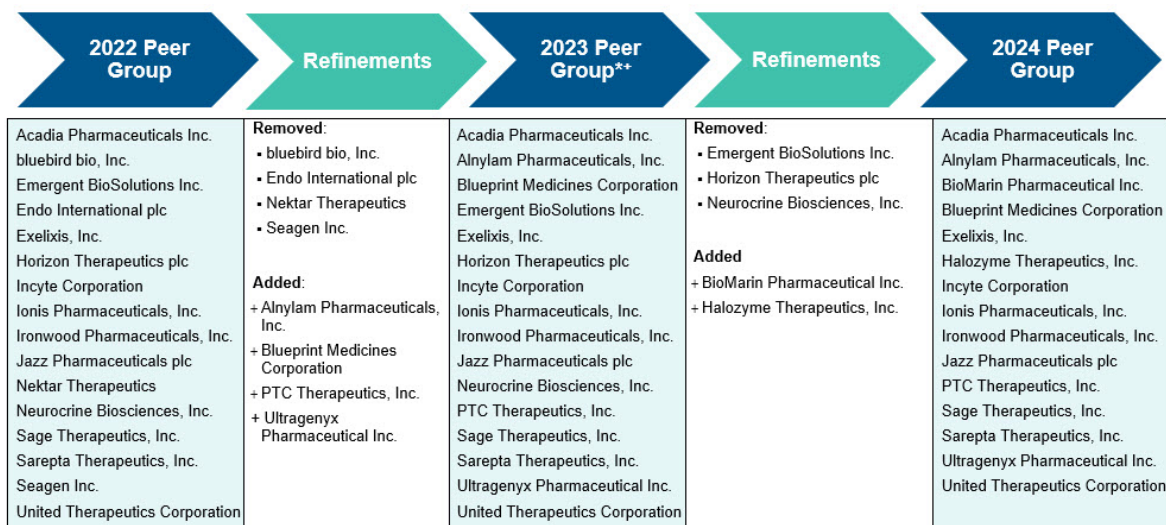 2022 Peer
Group
Refinements
2023 Peer
Group*+
Refinements
2024 Peer
Group
Acadia Pharmaceuticals Inc.
bluebird bio, Inc.
Emergent BioSolutions Inc.
Endo International plc
Exelixis, Inc.
Horizon Therapeutics plc
Incyte Corporation
Ionis Pharmaceuticals, Inc.
Ironwood Pharmaceuticals, Inc.
Jazz Pharmaceuticals plc
Nektar Therapeutics
Neurocrine Biosciences, Inc.
Sage Therapeutics, Inc.
Sarepta Therapeutics, Inc.
Seagen Inc.
United Therapeutics Corporation
Removed:
▪ bluebird bio, Inc.
▪ Endo International plc
▪ Nektar Therapeutics
▪ Seagen Inc.
Added:
+ Alnylam Pharmaceuticals,
Inc.
+ Blueprint Medicines
Corporation
+ PTC Therapeutics, Inc.
+ Ultragenyx
Pharmaceutical Inc.
Acadia Pharmaceuticals Inc.
Alnylam Pharmaceuticals, Inc.
Blueprint Medicines Corporation
Emergent BioSolutions Inc.
Exelixis, Inc.
Horizon Therapeutics plc
Incyte Corporation
Ionis Pharmaceuticals, Inc.
Ironwood Pharmaceuticals, Inc.
Jazz Pharmaceuticals plc
Neurocrine Biosciences, Inc.
PTC Therapeutics, Inc.
Sage Therapeutics, Inc.
Sarepta Therapeutics, Inc.
Ultragenyx Pharmaceutical Inc.
United Therapeutics Corporation
Removed:
▪ Emergent BioSolutions Inc.
▪ Horizon Therapeutics plc
▪ Neurocrine Biosciences, Inc.
Added
+ BioMarin Pharmaceutical Inc.
+ Halozyme Therapeutics, Inc.
Acadia Pharmaceuticals Inc.
Alnylam Pharmaceuticals, Inc.
BioMarin Pharmaceutical Inc.
Blueprint Medicines Corporation
Exelixis, Inc.
Halozyme Therapeutics, Inc.
Incyte Corporation
Ionis Pharmaceuticals, Inc.
Ironwood Pharmaceuticals, Inc.
Jazz Pharmaceuticals plc
PTC Therapeutics, Inc.
Sage Therapeutics, Inc.
Sarepta Therapeutics, Inc.
Ultragenyx Pharmaceutical Inc.
United Therapeutics Corporation